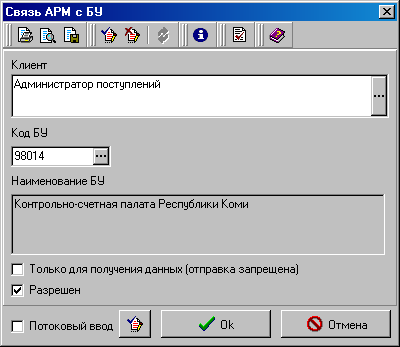 Связь АРМ с БУ
Клиент
Администратор поступлений
Код БУ
98014
Наименование БУ
Контрольно-счетная палата Республики Коми
Только для получения данных (отправка запрещена)
Разрешен
Потоковый ввод
Ok
Отмена